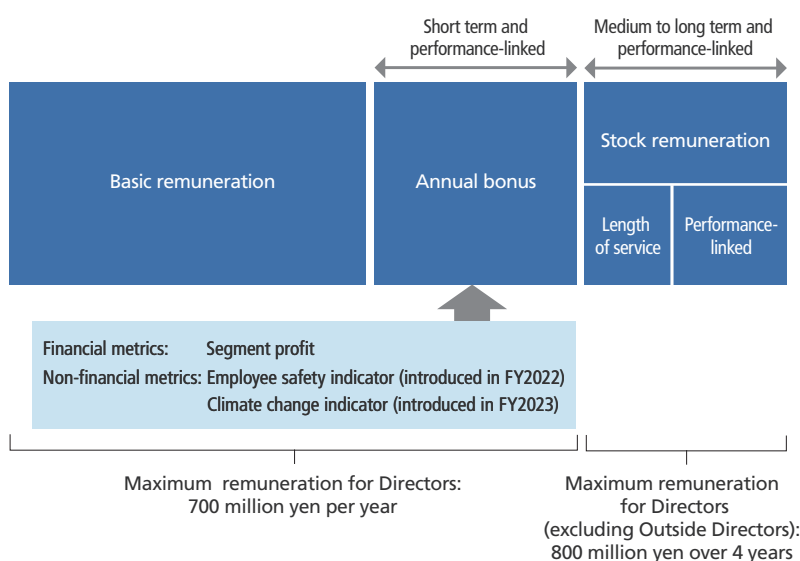 Short term and
performance-linked
Medium to long term and
performance-linked
Basic remuneration
Annual bonus
Stock remuneration
Length
of service
Performance-
linked
Financial metrics: Segment profit
Non-financial metrics: Employee safety indicator (introduced in FY2022)
Climate change indicator (introduced in FY2023)
Maximum remuneration for Directors:
700 million yen per year
Maximum remuneration
for Directors
(excluding Outside Directors):
800 million yen over 4 years